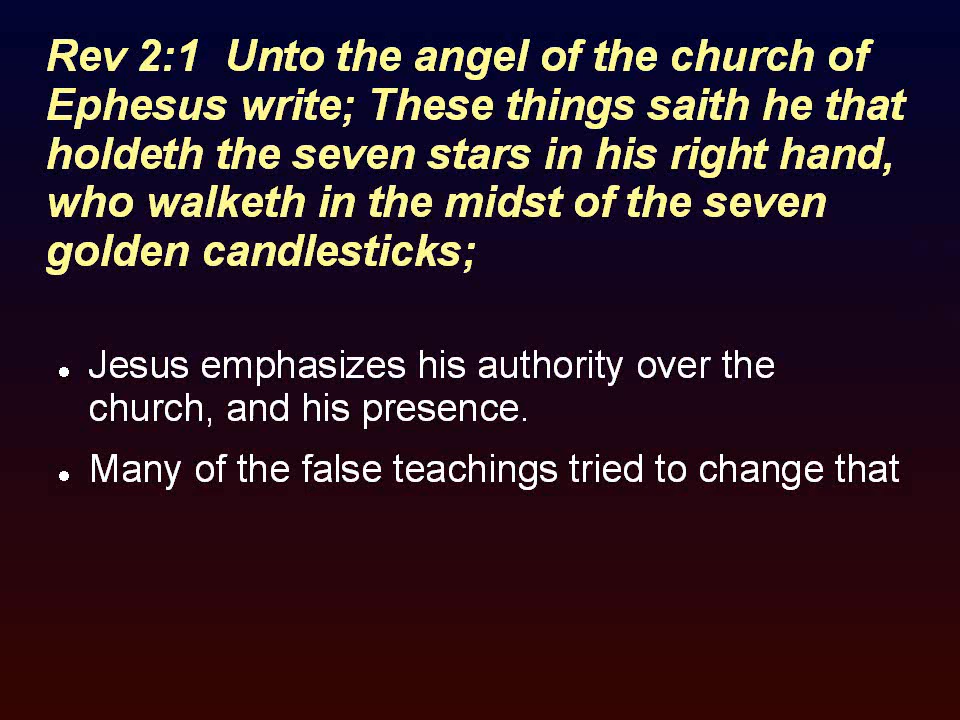 Rev 2:1  Unto the angel of the church of
Ephesus write; These things saith he that
holdeth the seven stars in his right hand,
who walketh in the midst of the seven
golden candlesticks;
• Jesus emphasizes his authority over the
church, and his presence.
• Many of the false teachings tried to change that